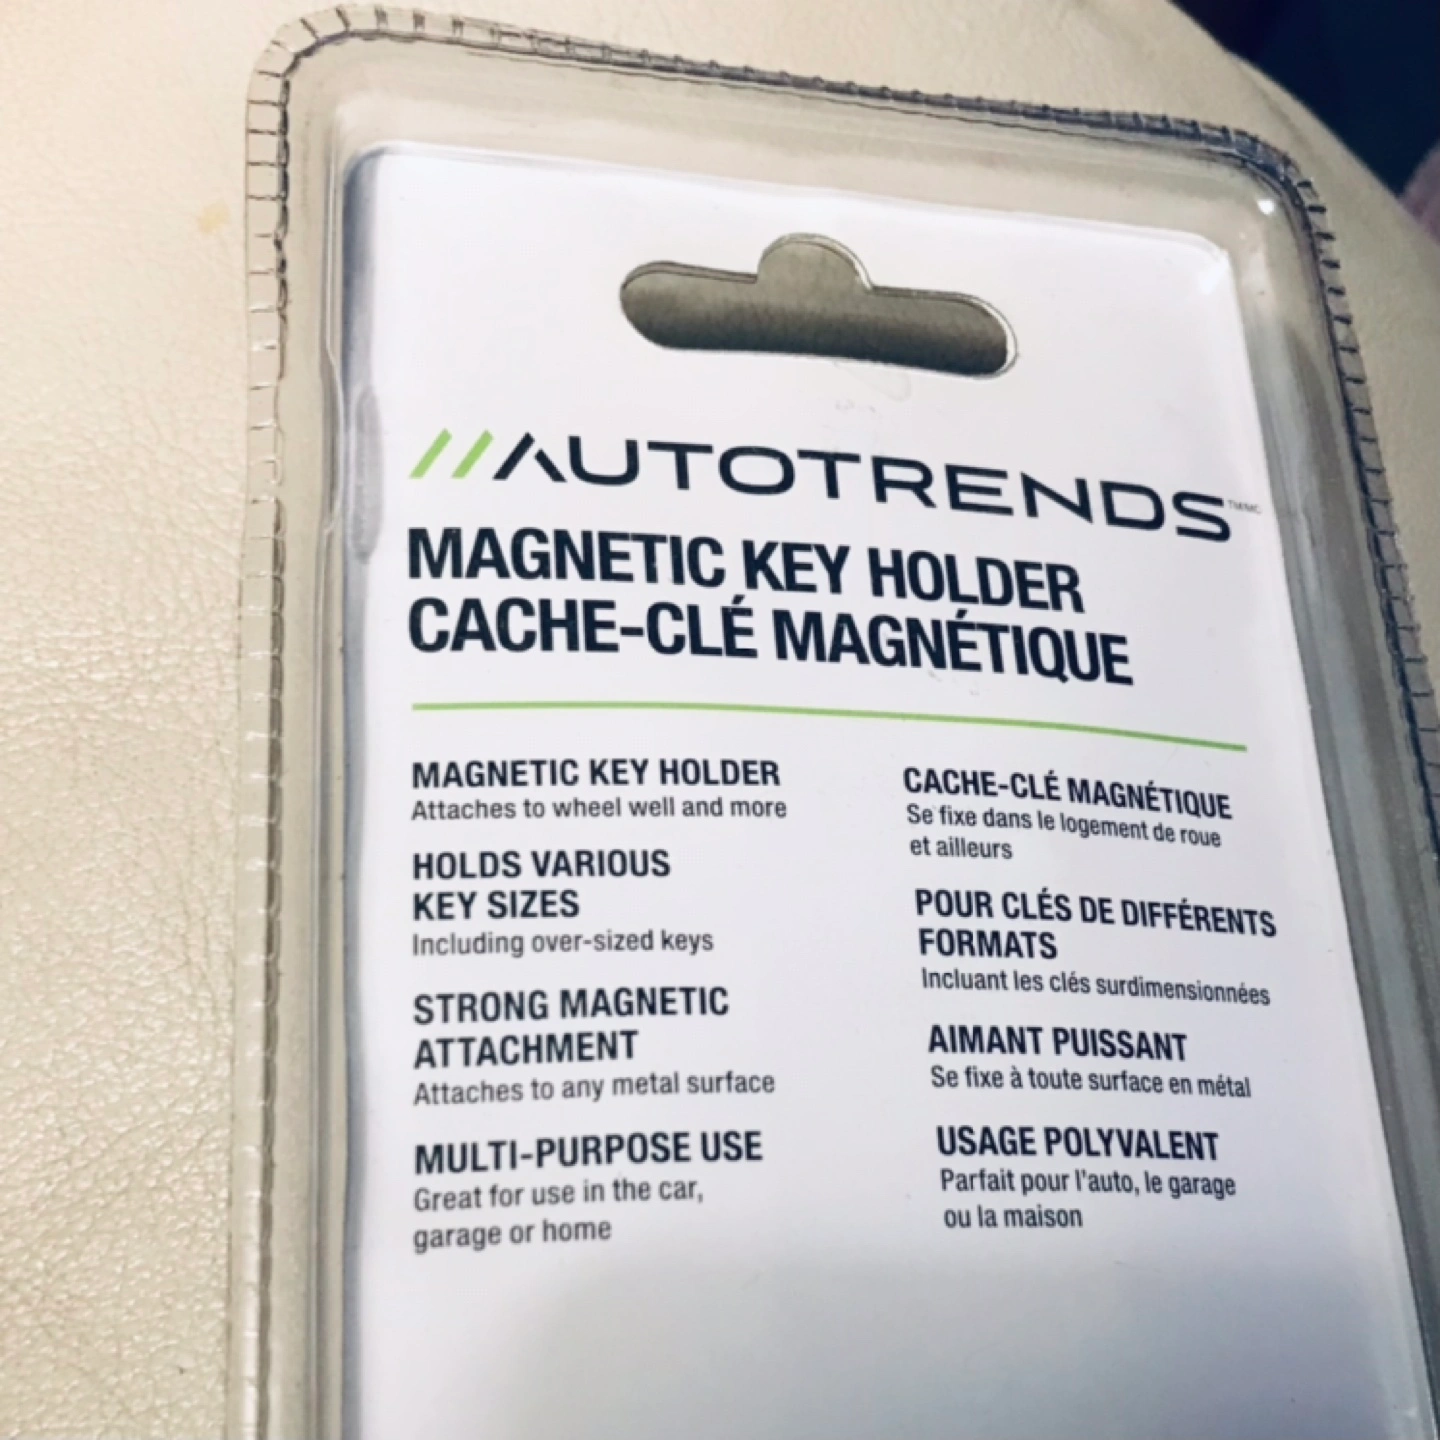 //AUTOTRENDS™/MC
MAGNETIC KEY HOLDER
CACHE-CLÉ MAGNÉTIQUE
MAGNETIC KEY HOLDER
Attaches to wheel well and more
HOLDS VARIOUS
KEY SIZES
Including over-sized keys
STRONG MAGNETIC
ATTACHMENT
Attaches to any metal surface
MULTI-PURPOSE USE
Great for use in the car,
garage or home
CACHE-CLÉ MAGNÉTIQUE
Se fixe dans le logement de roue
et ailleurs
POUR CLÉS DE DIFFÉRENTS
FORMATS
Incluant les clés surdimensionnées
AIMANT PUISSANT
Se fixe à toute surface en métal
USAGE POLYVALENT
Parfait pour l'auto, le garage
ou la maison